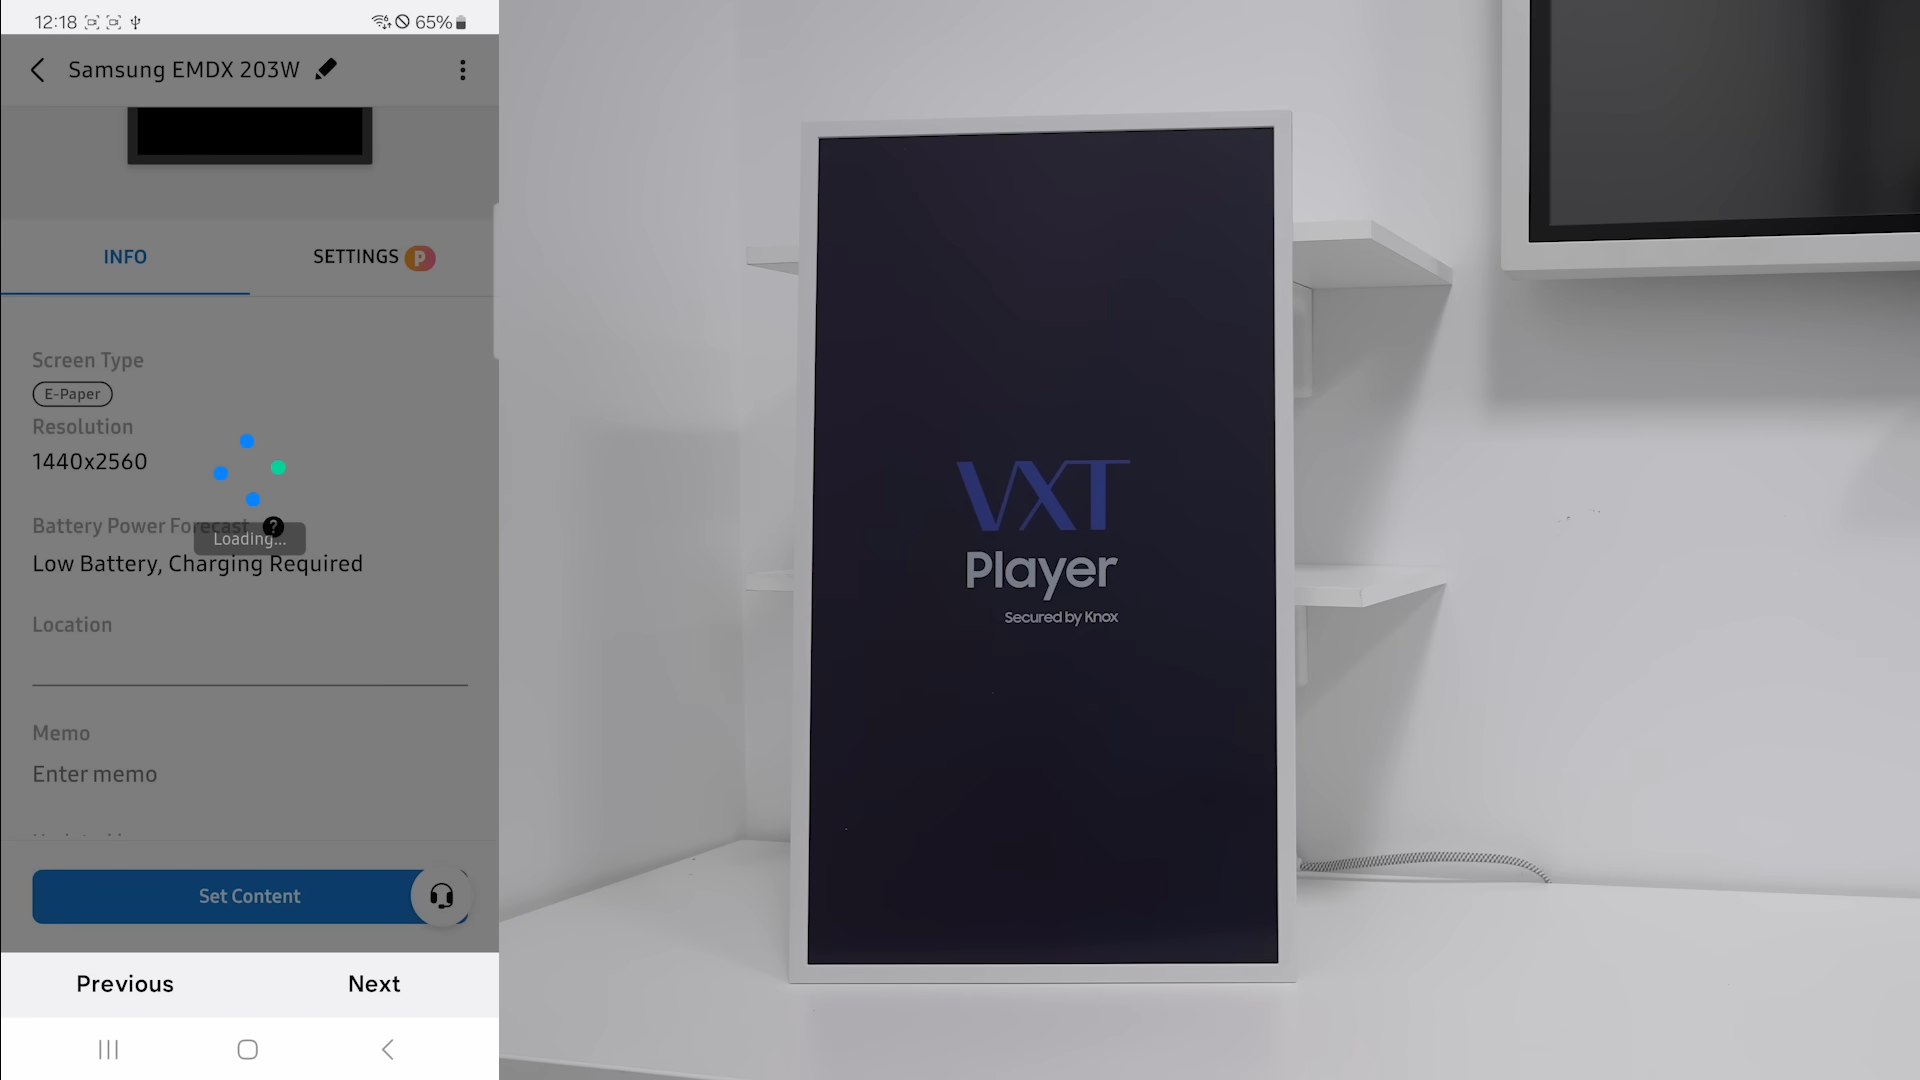 12:18
65%
Samsung EMDX 203W
INFO
SETTINGS P
Screen Type
E-Paper
Resolution
1440x2560
Battery Power Forecast ?
Loading...
Low Battery, Charging Required
Location
Memo
Enter memo
Set Content
Previous
Next
VXT
Player
Secured by Knox